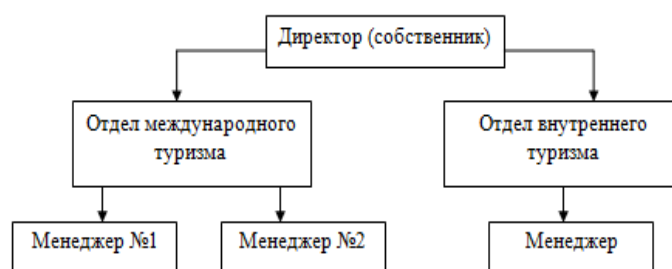 Директор (собственник)
Отдел международного
туризма
Отдел внутреннего
туризма
Менеджер №1
Менеджер №2
Менеджер